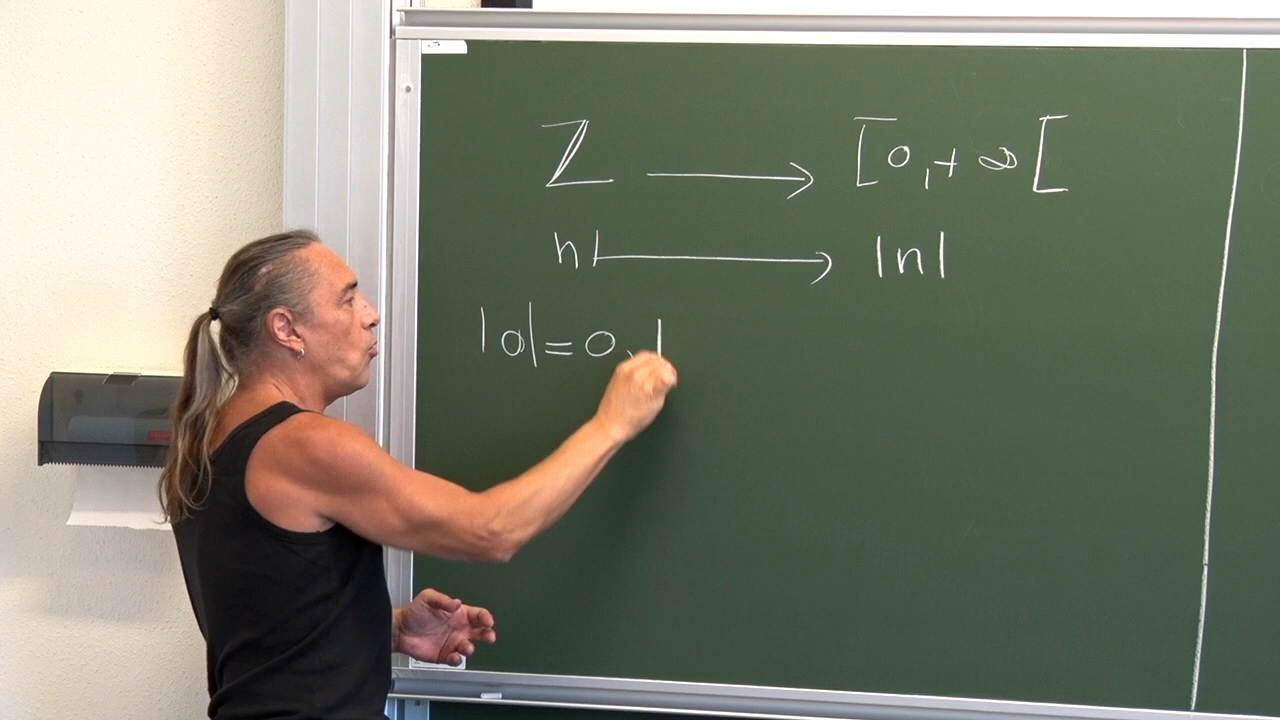 ℤ ⟶ [0,+∞[
n ⟼ |n|
|0|=0, |